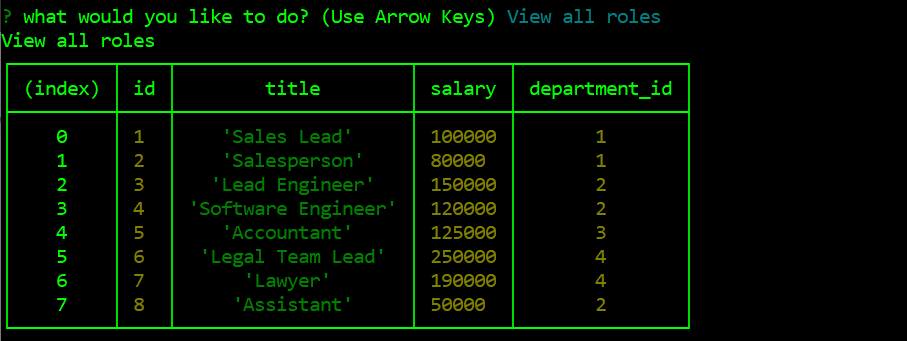 ? what would you like to do? (Use Arrow Keys) View all roles
View all roles
(index) id title salary department_id
0 1 'Sales Lead' 100000 1
1 2 'Salesperson' 80000 1
2 3 'Lead Engineer' 150000 2
3 4 'Software Engineer' 120000 2
4 5 'Accountant' 125000 3
5 6 'Legal Team Lead' 250000 4
6 7 'Lawyer' 190000 4
7 8 'Assistant' 50000 2